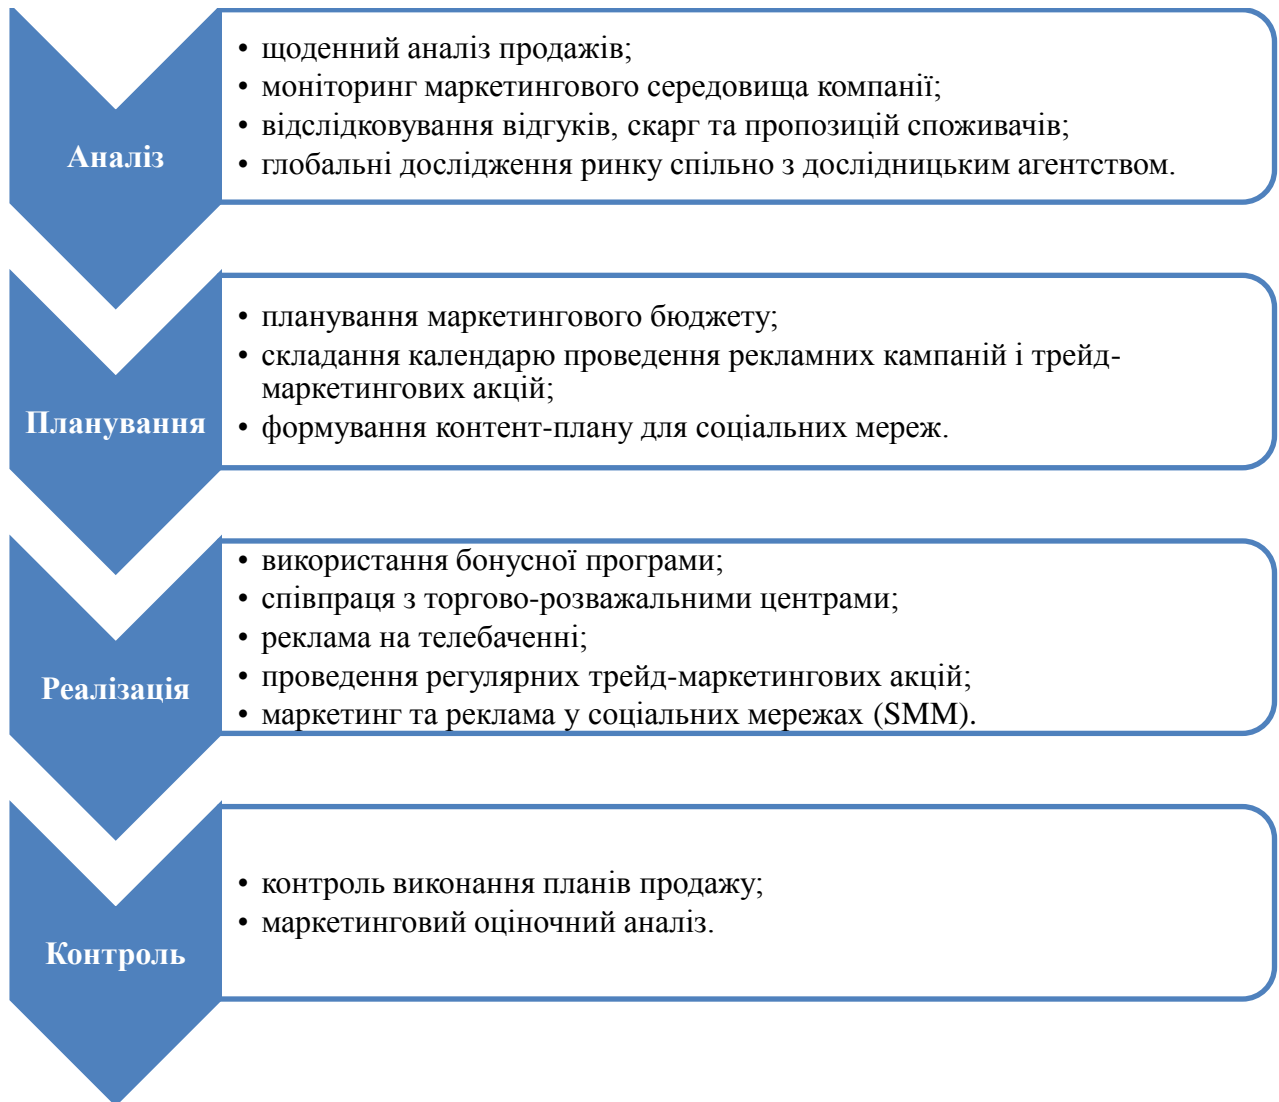 Аналіз
• щоденний аналіз продажів;
• моніторинг маркетингового середовища компанії;
• відслідковування відгуків, скарг та пропозицій споживачів;
• глобальні дослідження ринку спільно з дослідницьким агентством.
Планування
• планування маркетингового бюджету;
• складання календарю проведення рекламних кампаній і трейд-
маркетингових акцій;
• формування контент-плану для соціальних мереж.
Реалізація
• використання бонусної програми;
• співпраця з торгово-розважальними центрами;
• реклама на телебаченні;
• проведення регулярних трейд-маркетингових акцій;
• маркетинг та реклама у соціальних мережах (SMM).
Контроль
• контроль виконання планів продажу;
• маркетинговий оціночний аналіз.